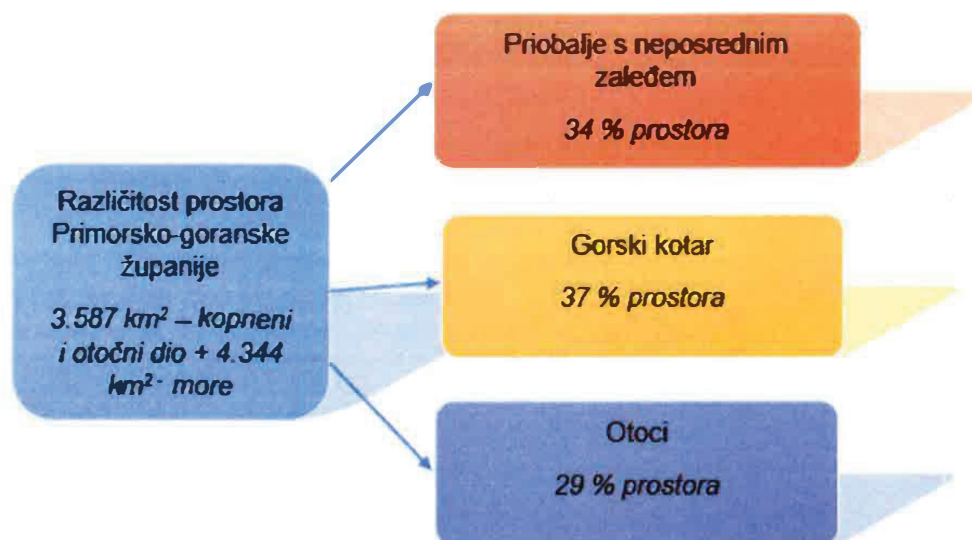 Različitost prostora
Primorsko-goranske
županije
3.587 km² – kopneni
i otočni dio + 4.344
km² - more
Priobalje s neposrednim
zaleđem
34 % prostora
Gorski kotar
37 % prostora
Otoci
29 % prostora